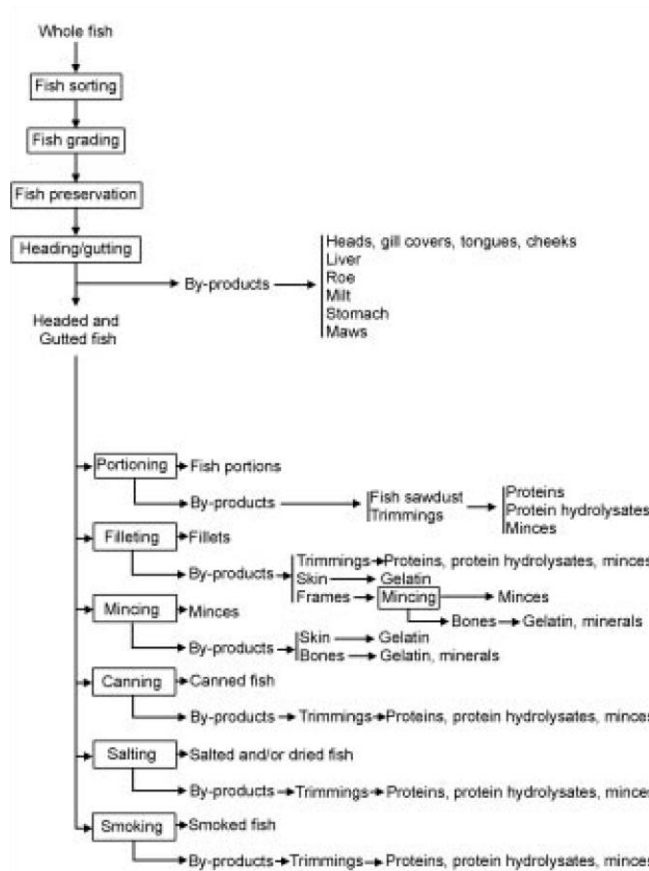 Whole fish
Fish sorting
Fish grading
Fish preservation
Heading/gutting
By-products
Heads, gill covers, tongues, cheeks
Liver
Roe
Milt
Stomach
Maws
Headed and
Gutted fish
Portioning
Fish portions
By-products
Fish sawdust
Trimmings
Proteins
Protein hydrolysates
Minces
Filleting
Fillets
By-products
Trimmings
Proteins, protein hydrolysates, minces
Skin
Gelatin
Frames
Mincing
Minces
Bones
Gelatin, minerals
Mincing
Minces
By-products
Skin
Gelatin
Bones
Gelatin, minerals
Canning
Canned fish
By-products
Trimmings
Proteins, protein hydrolysates, minces
Salting
Salted and/or dried fish
By-products
Trimmings
Proteins, protein hydrolysates, minces
Smoking
Smoked fish
By-products
Trimmings
Proteins, protein hydrolysates, minces